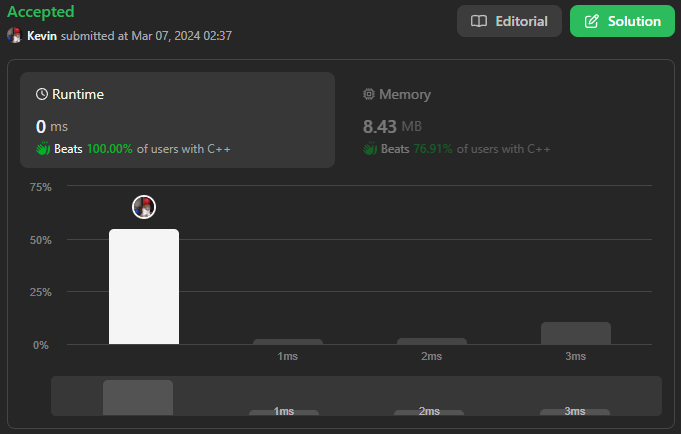 Accepted
Kevin submitted at Mar 07, 2024 02:37
Editorial
Solution
Runtime
0 ms
Beats 100.00% of users with C++
Memory
8.43 MB
Beats 76.91% of users with C++
75%
50%
25%
0%
1ms 2ms 3ms
1ms 2ms 3ms